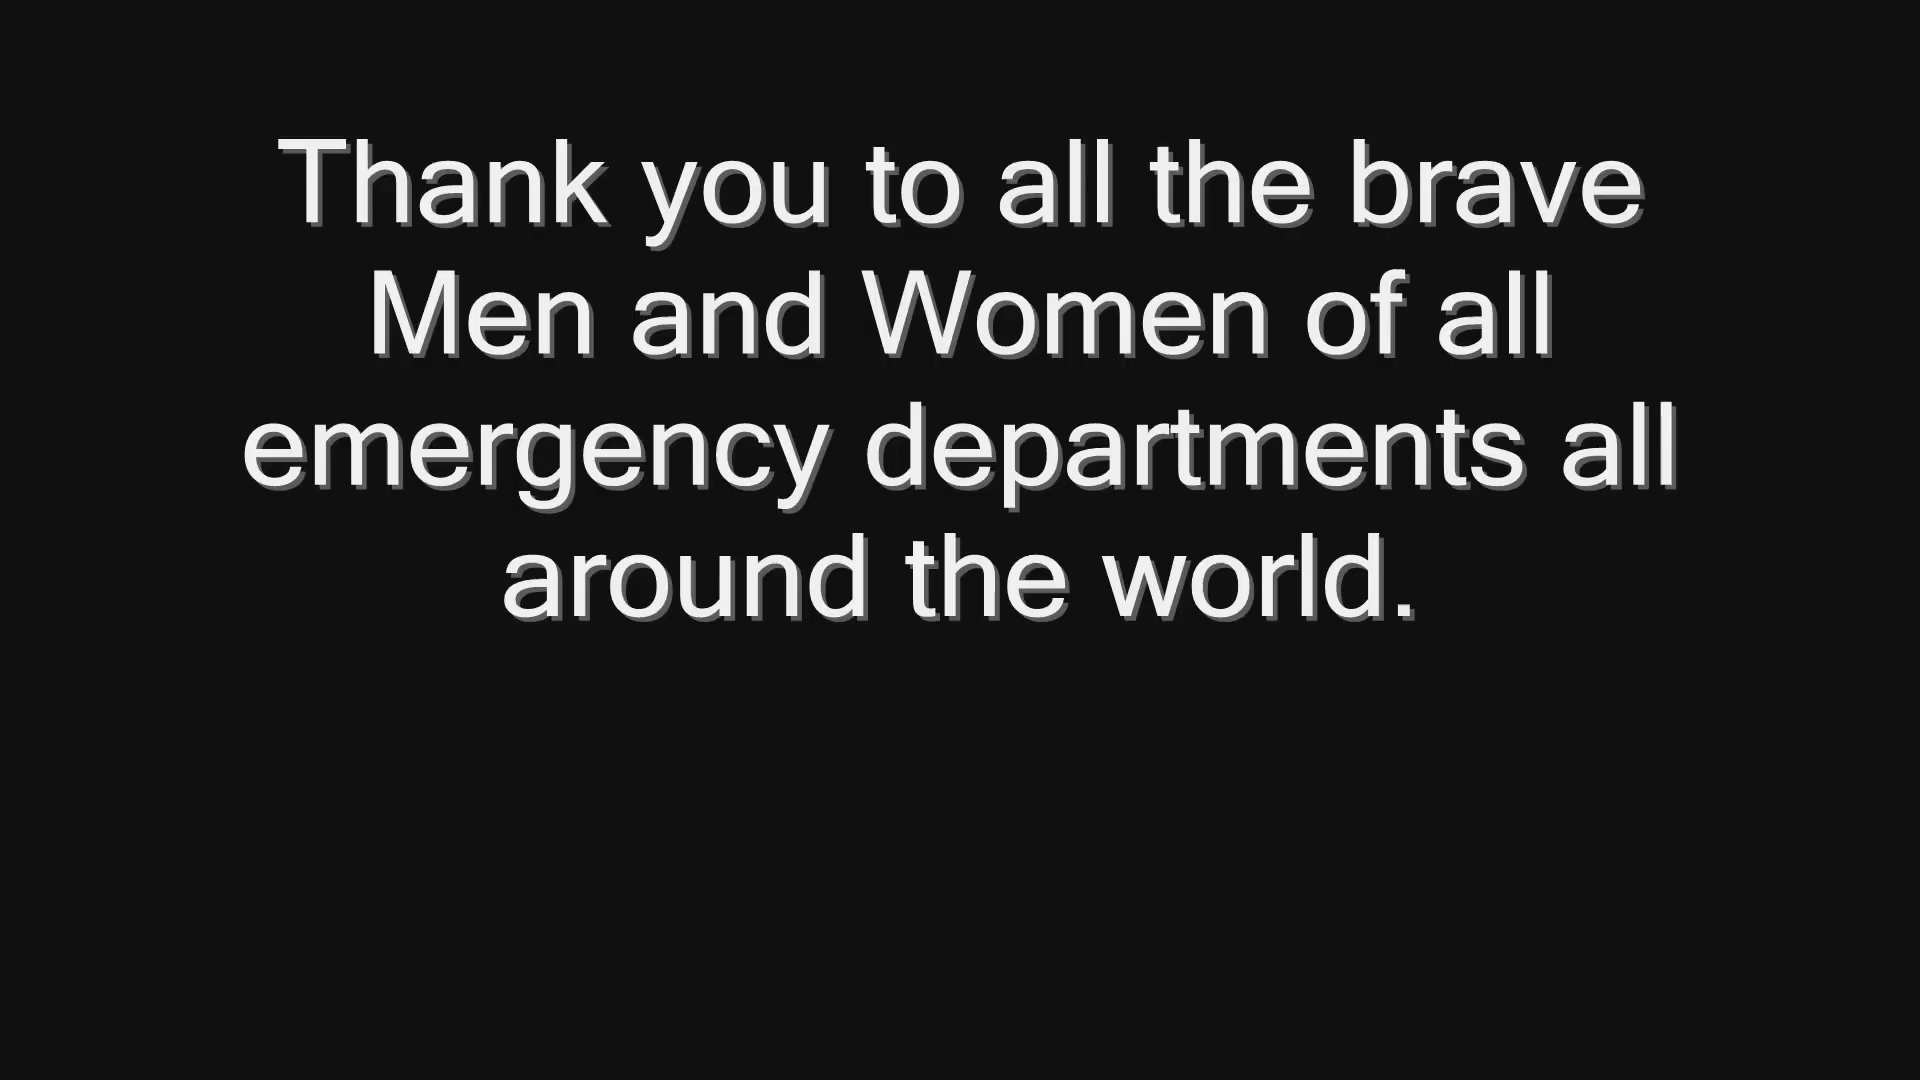 Thank you to all the brave
Men and Women of all
emergency departments all
around the world.